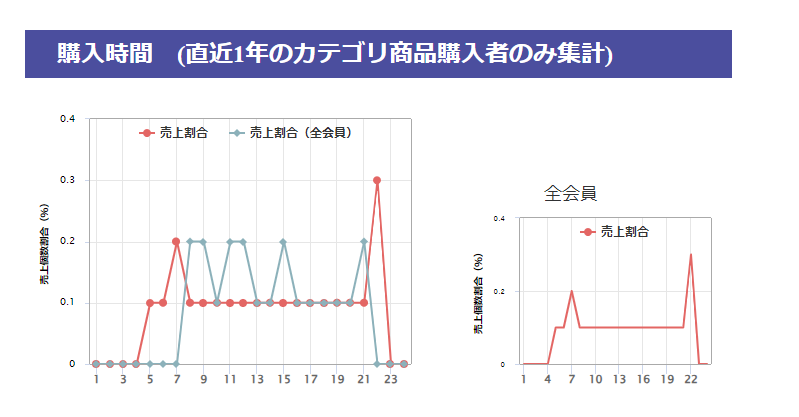 購入時間　(直近1年のカテゴリ商品購入者のみ集計)
売上割合 売上割合（全会員）
売上個数割合（%）
0.4
0.3
0.2
0.1
0
1 3 5 7 9 11 13 15 17 19 21 23
全会員
売上割合
売上個数割合（%）
0.4
0.2
0
1 4 7 10 13 16 19 22